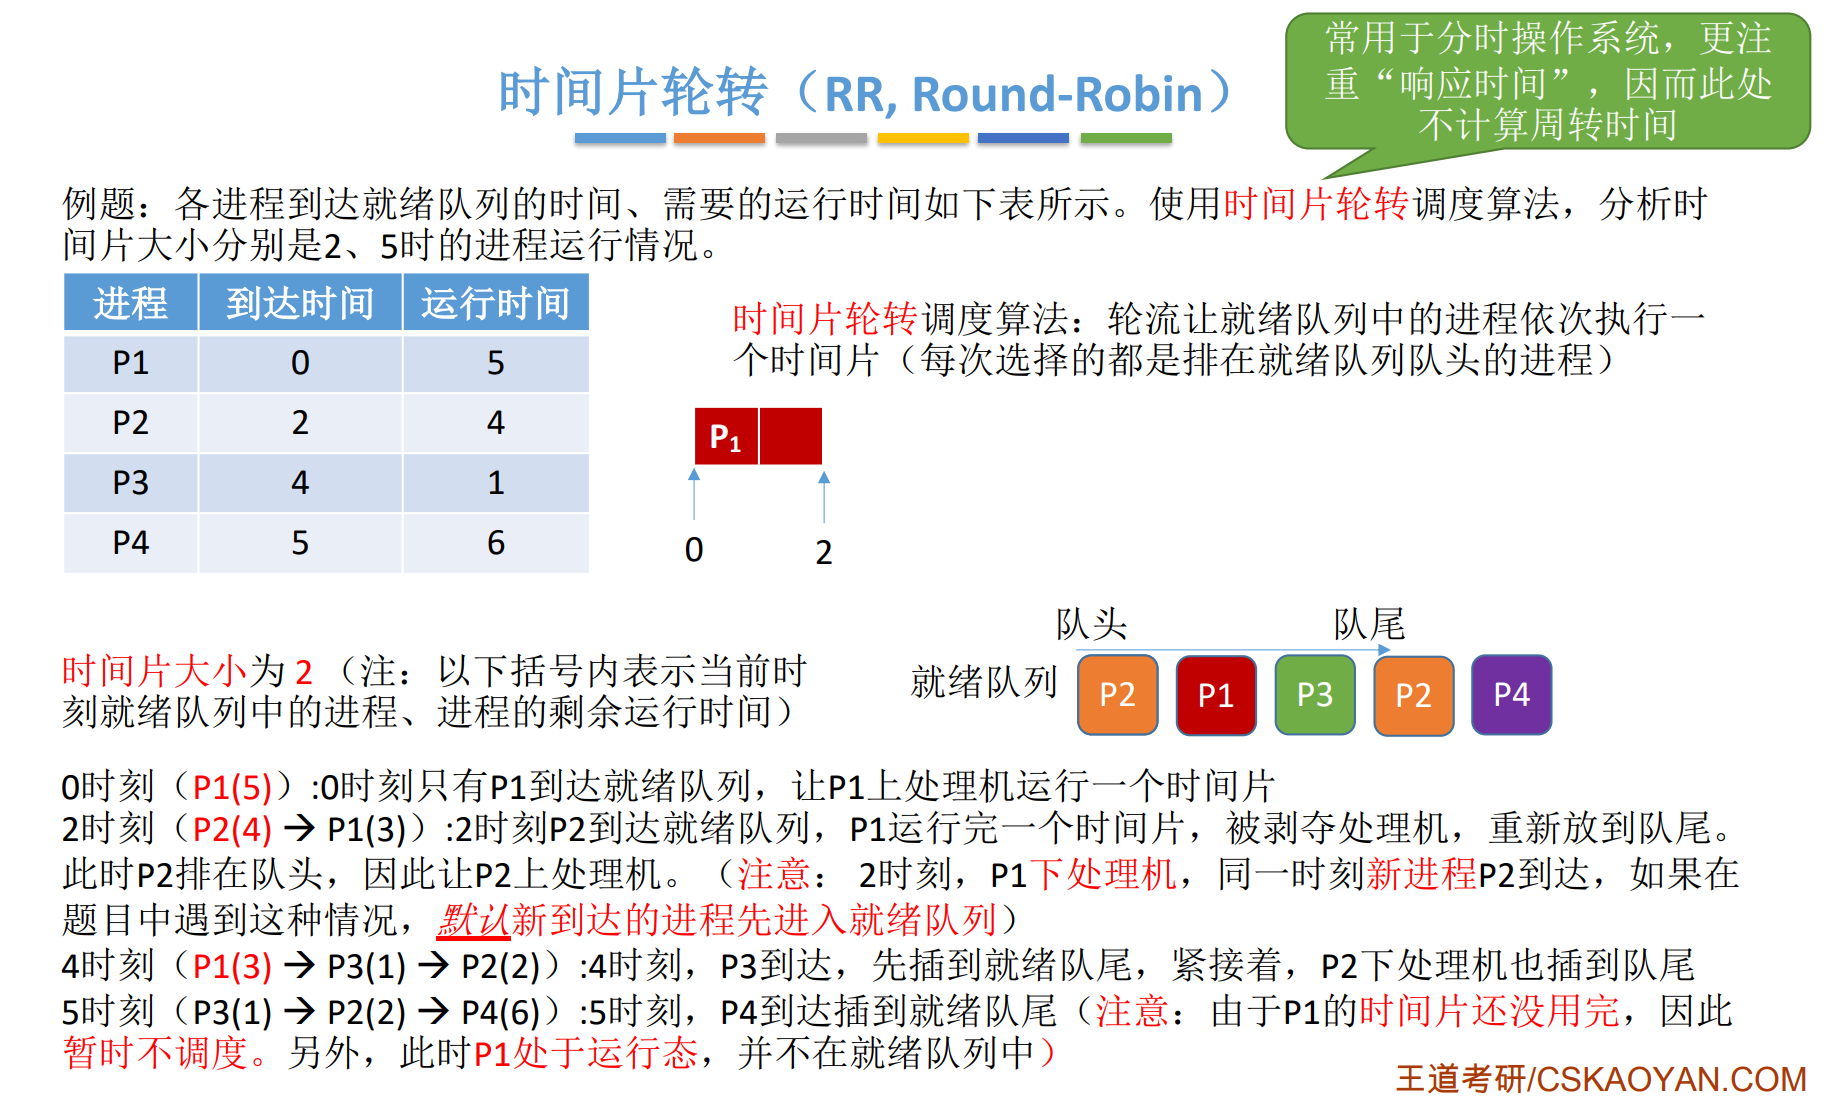 常用于分时操作系统，更注
重“响应时间”，因而此处
不计算周转时间
时间片轮转（RR, Round-Robin）
例题：各进程到达就绪队列的时间、需要的运行时间如下表所示。使用时间片轮转调度算法，分析时
间片大小分别是2、5时的进程运行情况。
进程 到达时间 运行时间
P1 0 5
P2 2 4
P3 4 1
P4 5 6
时间片轮转调度算法：轮流让就绪队列中的进程依次执行一
个时间片（每次选择的都是排在就绪队列队头的进程）
P1
0 2
队头 队尾
就绪队列 P2 P1 P3 P2 P4
时间片大小为 2（注：以下括号内表示当前时
刻就绪队列中的进程、进程的剩余运行时间）
0时刻（P1(5)）:0时刻只有P1到达就绪队列，让P1上处理机运行一个时间片
2时刻（P2(4) → P1(3)）:2时刻P2到达就绪队列，P1运行完一个时间片，被剥夺处理机，重新放到队尾。
此时P2排在队头，因此让P2上处理机。（注意： 2时刻，P1下处理机，同一时刻新进程P2到达，如果在
题目中遇到这种情况，默认新到达的进程先进入就绪队列）
4时刻（P1(3) → P3(1) → P2(2)）:4时刻，P3到达，先插到就绪队尾，紧接着，P2下处理机也插到队尾
5时刻（P3(1) → P2(2) → P4(6)）:5时刻，P4到达插到就绪队尾（注意：由于P1的时间片还没用完，因此
暂时不调度。另外，此时P1处于运行态，并不在就绪队列中）
王道考研/CSKAOYAN.COM